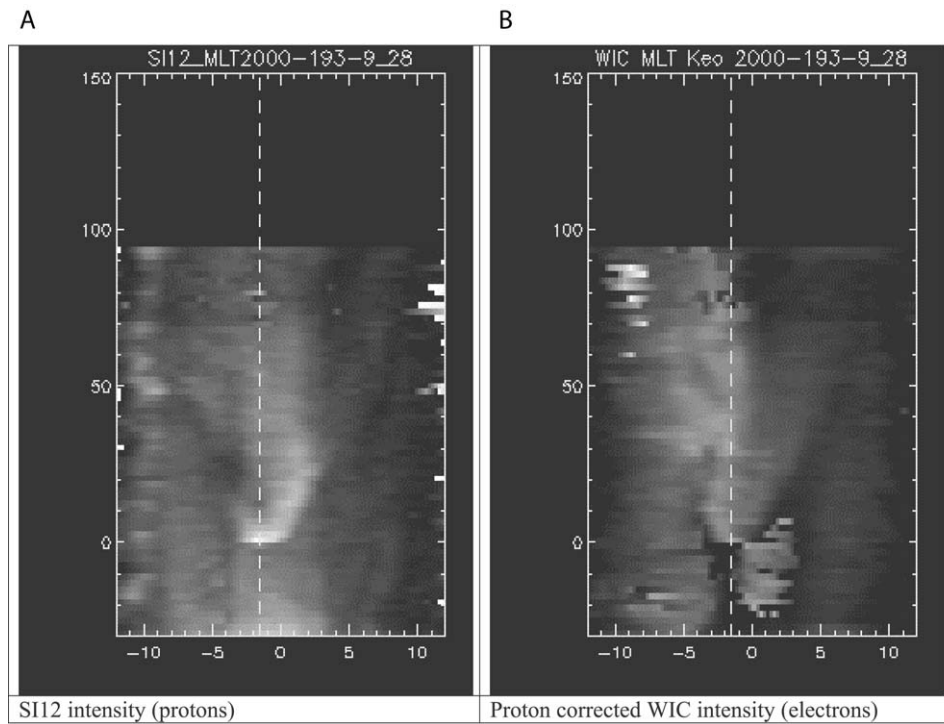 A
B
SI12_MLT2000-193-9_28
WIC MLT Keo 2000-193-9_28
150
100
50
0
-10 -5 0 5 10
150
100
50
0
-10 -5 0 5 10
SI12 intensity (protons)
Proton corrected WIC intensity (electrons)